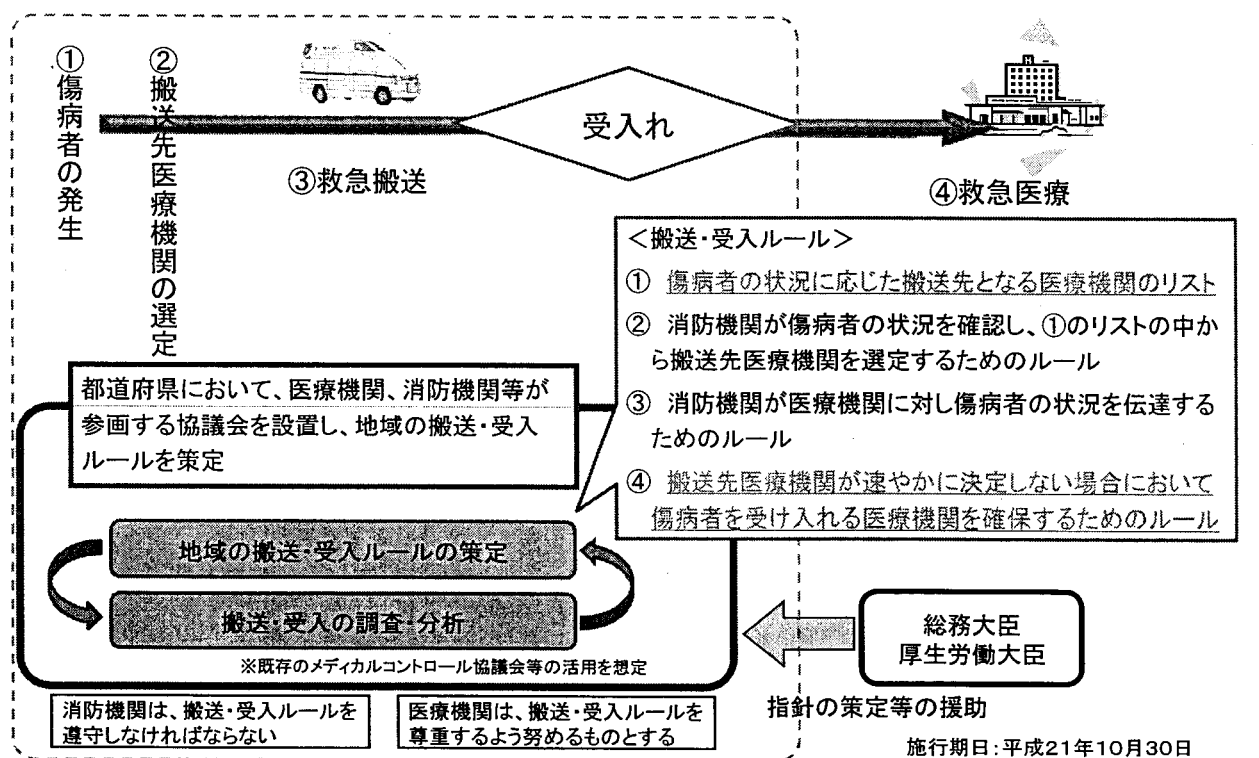 ①傷病者の発生
②搬送先医療機関の選定
受入れ
③救急搬送
④救急医療
<搬送・受入ルール>
① 傷病者の状況に応じた搬送先となる医療機関のリスト
② 消防機関が傷病者の状況を確認し、①のリストの中か
ら搬送先医療機関を選定するためのルール
③ 消防機関が医療機関に対し傷病者の状況を伝達する
ためのルール
④ 搬送先医療機関が速やかに決定しない場合において
傷病者を受け入れる医療機関を確保するためのルール
都道府県において、医療機関、消防機関等が
参画する協議会を設置し、地域の搬送・受入
ルールを策定
地域の搬送・受入ルールの策定
搬送・受入の調査・分析
※既存のメディカルコントロール協議会等の活用を想定
総務大臣
厚生労働大臣
指針の策定等の援助
消防機関は、搬送・受入ルールを
遵守しなければならない
医療機関は、搬送・受入ルールを
尊重するよう努めるものとする
施行期日:平成21年10月30日